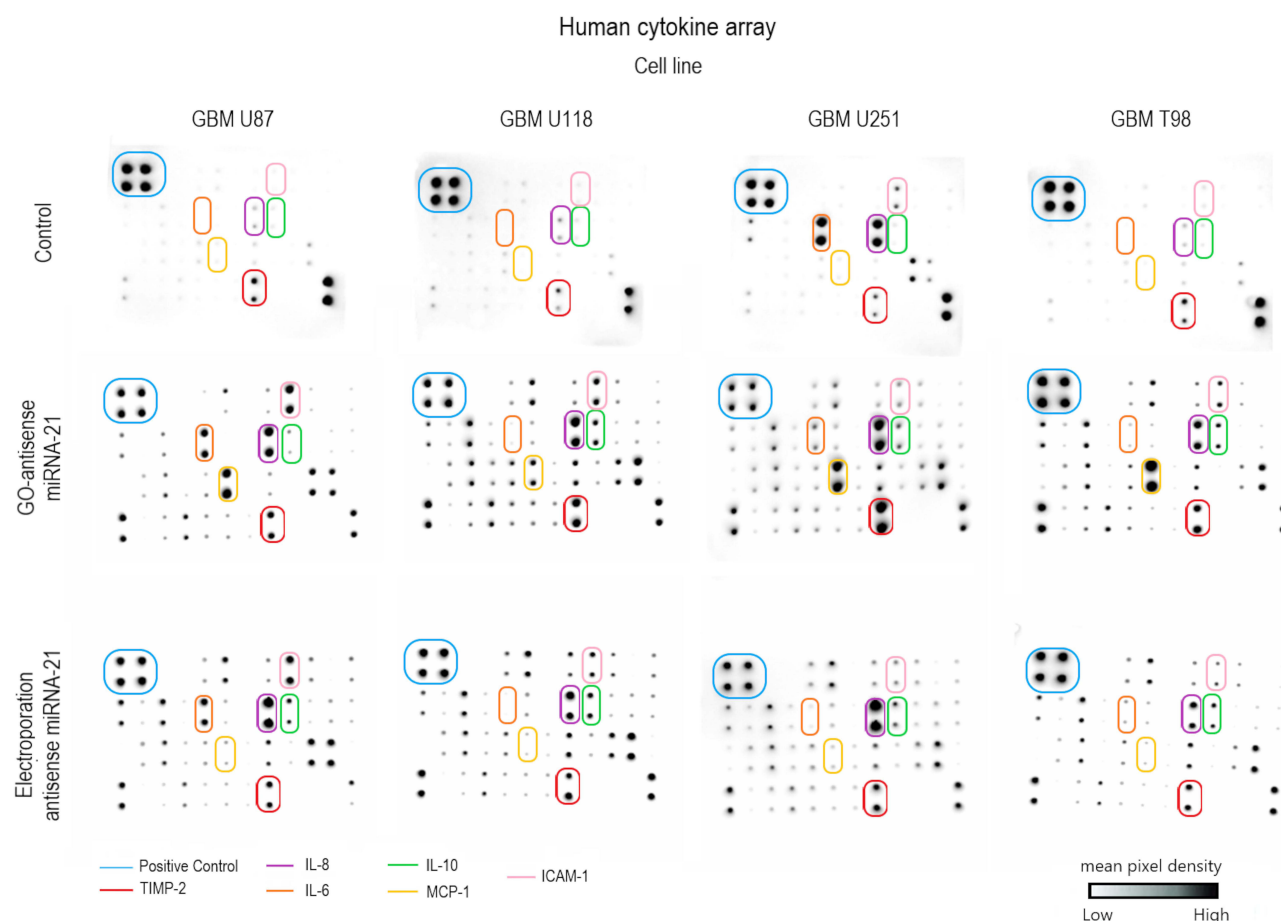 Human cytokine array
Cell line
GBM U87
GBM U118
GBM U251
GBM T98
Control
GO-antisense
miRNA-21
Electroporation
antisense miRNA-21
Positive Control
IL-8
IL-10
ICAM-1
TIMP-2
IL-6
MCP-1
mean pixel density
Low
High